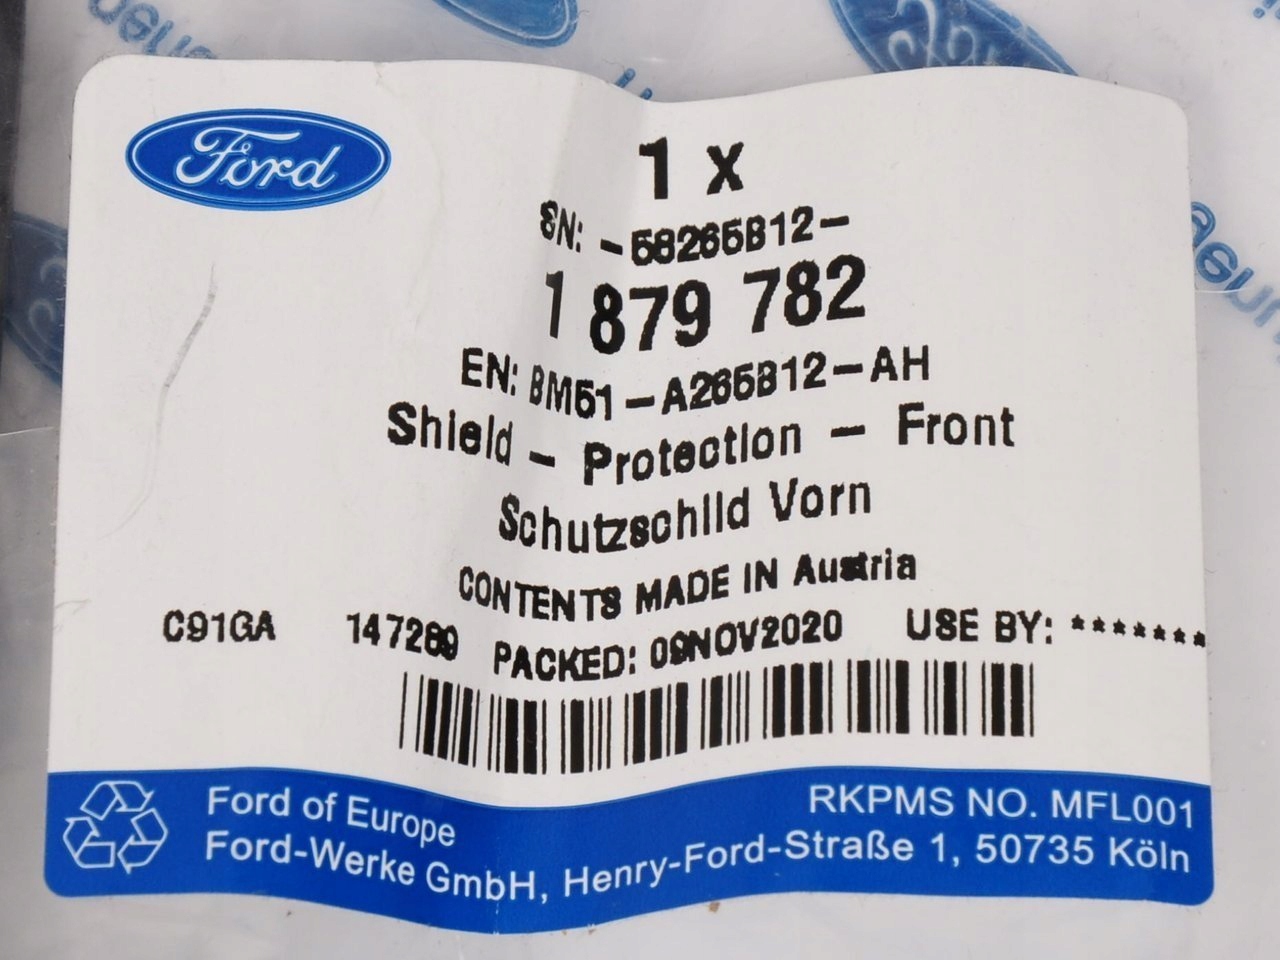 Ford
1 x
SN: -58265B12-
1 879 782
EN: BM51-A265B12-AH
Shield - Protection - Front
Schutzschild Vorn
CONTENTS MADE IN Austria
C91GA 147269 PACKED: 09NOV2020 USE BY: *******
Ford of Europe RKPMS NO. MFL001
Ford-Werke GmbH, Henry-Ford-Straße 1, 50735 Köln